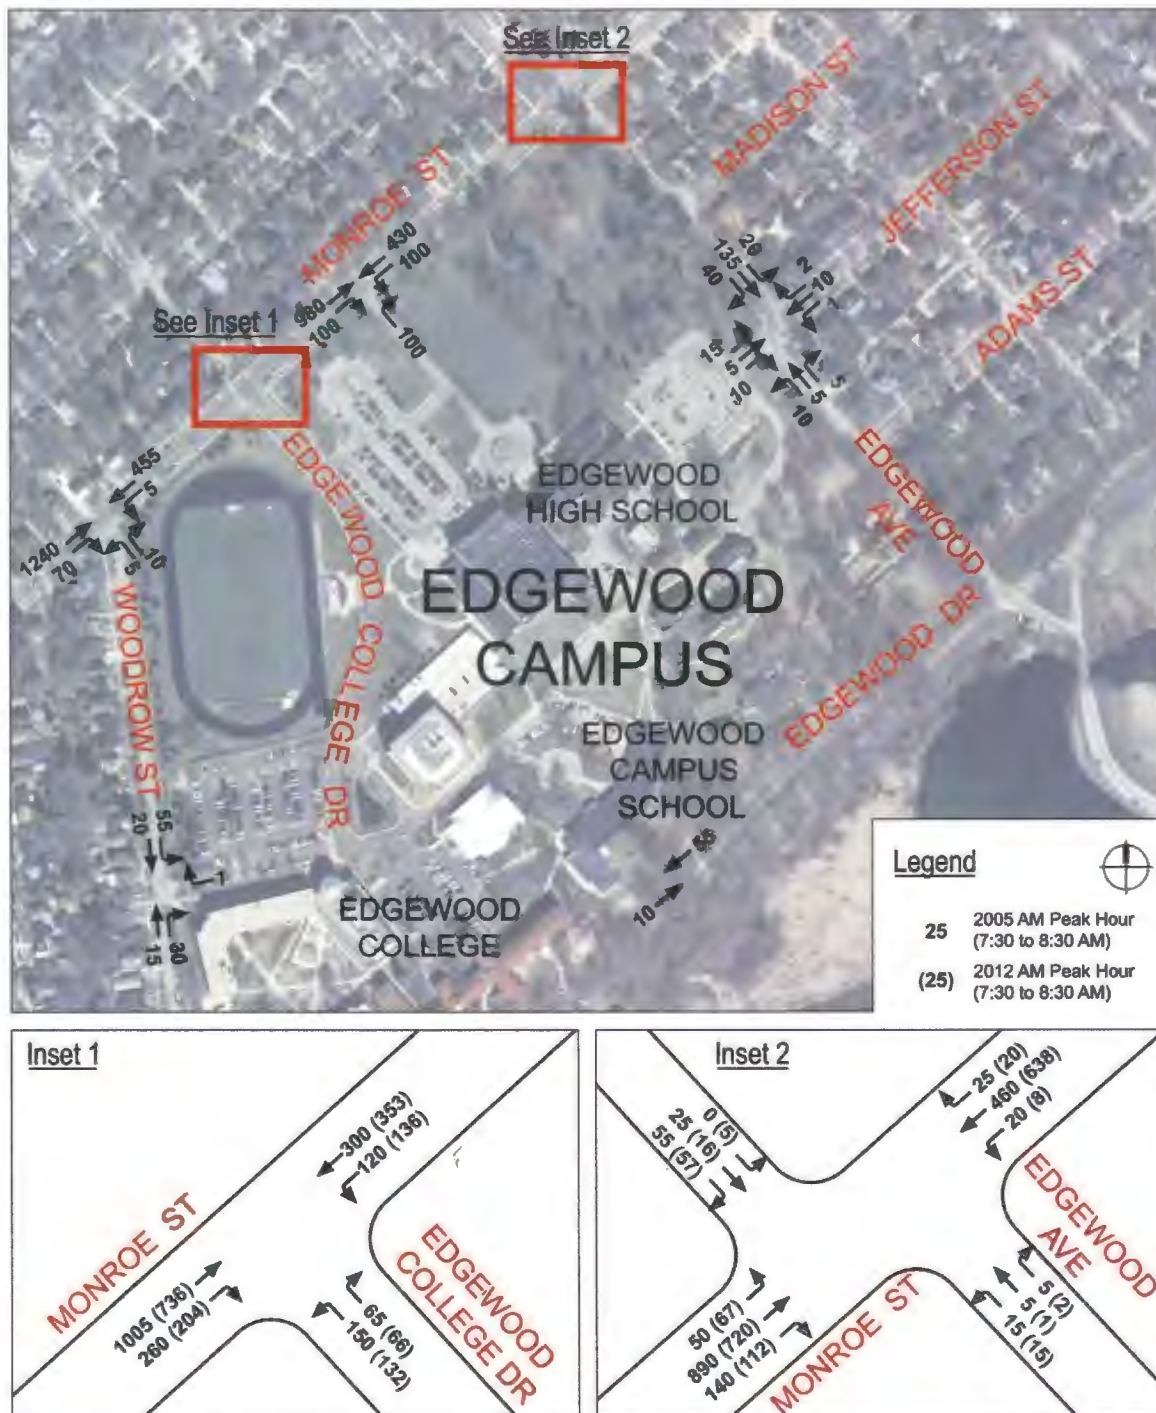 See Inset 2
MADISON ST
JEFFERSON ST
MONROE ST
ADAMS ST
430
100
980
100
100
20
135
40
2
10
1
15
5
10
5
5
10
See Inset 1
455
5
1240
70
10
5
EDGEWOOD
COLLEGE DR
EDGEWOOD
HIGH SCHOOL
EDGEWOOD
AVE
EDGEWOOD
CAMPUS
WOODROW ST
EDGEWOOD DR
EDGEWOOD
CAMPUS
SCHOOL
55
20
1
15
30
10
EDGEWOOD
COLLEGE
Legend
25 2005 AM Peak Hour
(7:30 to 8:30 AM)
(25) 2012 AM Peak Hour
(7:30 to 8:30 AM)
Inset 1
300 (353)
120 (136)
MONROE ST
1005 (736)
260 (204)
65 (66)
150 (132)
EDGEWOOD
COLLEGE DR
Inset 2
0 (5)
25 (16)
55 (57)
25 (20)
460 (638)
20 (8)
EDGEWOOD
AVE
50 (67)
890 (720)
140 (112)
MONROE ST
5 (2)
5 (1)
15 (15)